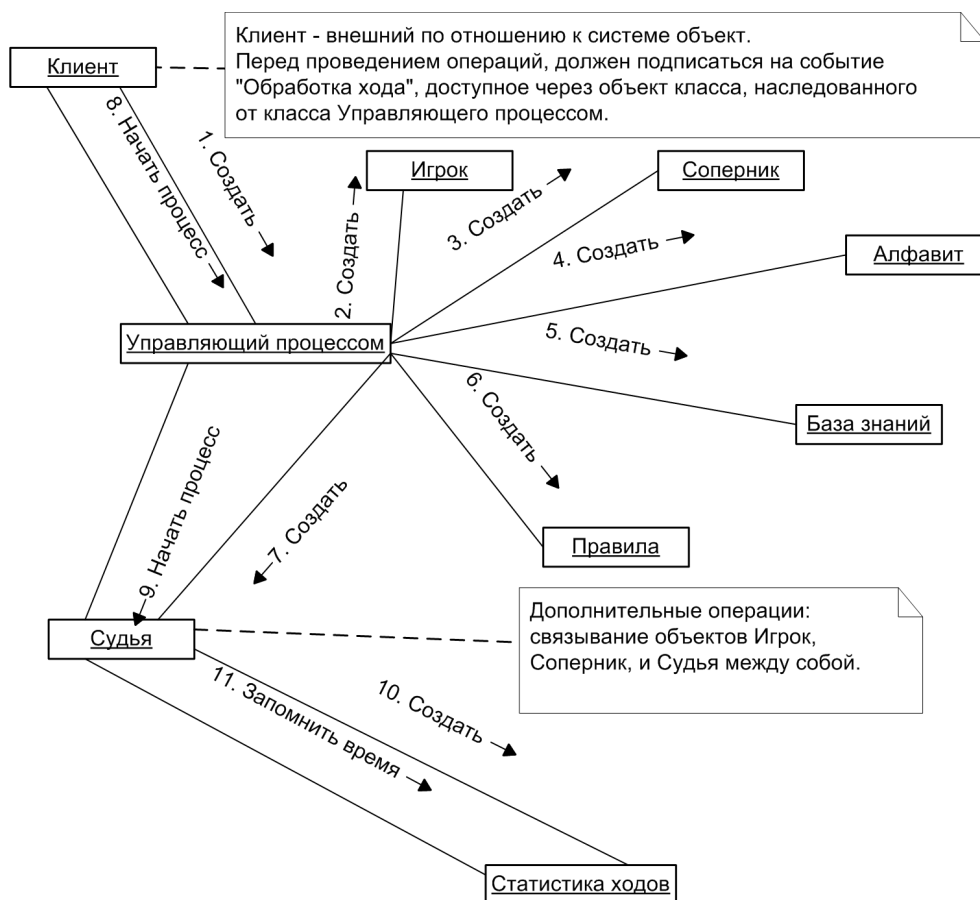 Клиент - внешний по отношению к системе объект.
Перед проведением операций, должен подписаться на событие
"Обработка хода", доступное через объект класса, наследованного
от класса Управляющего процессом.
Клиент
8. Начать процесс
1. Создать
Игрок
Соперник
2. Создать
3. Создать
4. Создать
Алфавит
Управляющий процессом
5. Создать
6. Создать
База знаний
9. Начать процесс
7. Создать
Правила
Дополнительные операции:
связывание объектов Игрок,
Соперник, и Судья между собой.
Судья
11. Запомнить время
10. Создать
Статистика ходов